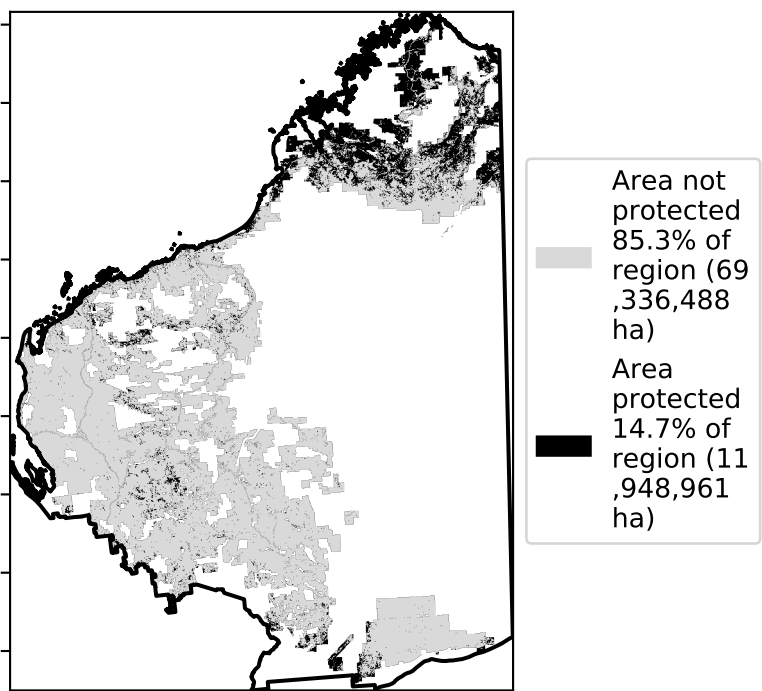 Area not
protected
85.3% of
region (69
,336,488
ha)
Area
protected
14.7% of
region (11
,948,961
ha)